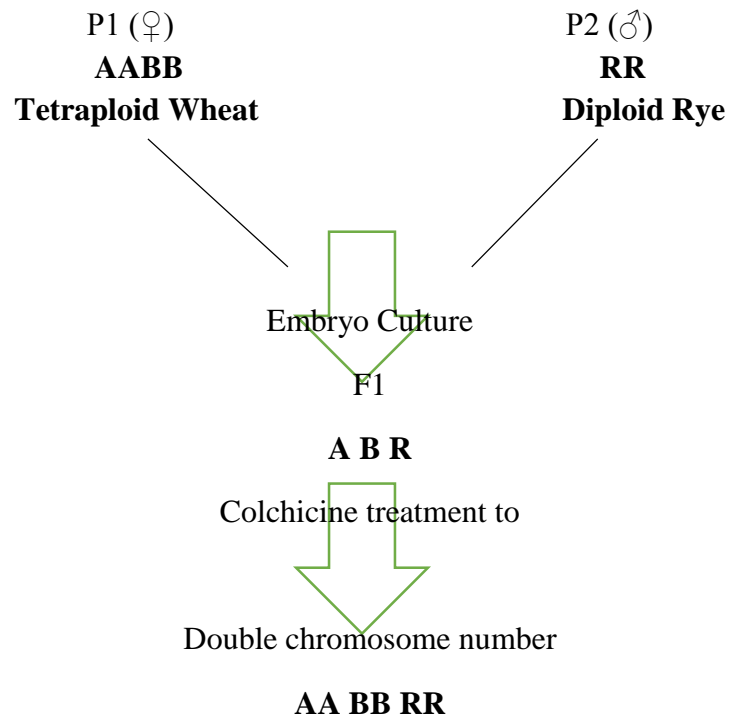 P1 (♀) P2 (♂)
AABB RR
Tetraploid Wheat Diploid Rye
Embryo Culture
F1
A B R
Colchicine treatment to
Double chromosome number
AA BB RR